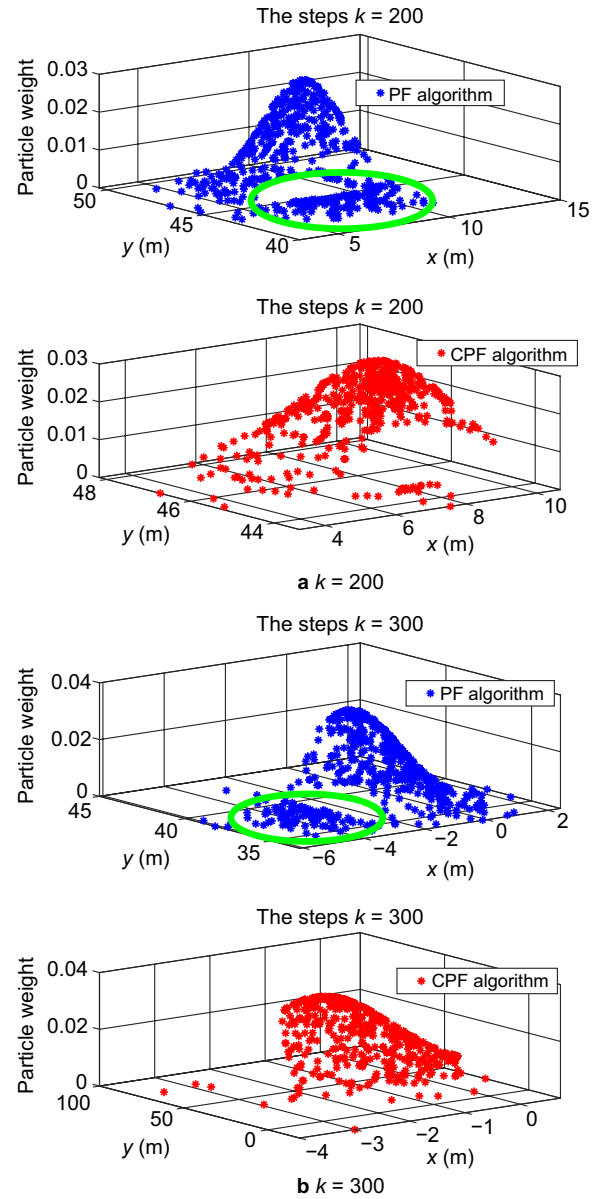 The steps k = 200
Particle weight
0.03
0.02
0.01
0
PF algorithm
50
45
40
y (m)
5
10
15
x (m)
The steps k = 200
Particle weight
0.03
0.02
0.01
0
CPF algorithm
48
46
44
y (m)
4
6
8
10
x (m)
a k = 200
The steps k = 300
Particle weight
0.04
0.02
0
PF algorithm
45
40
35
y (m)
−6
−4
−2
0
2
x (m)
The steps k = 300
Particle weight
0.04
0.02
0
CPF algorithm
100
50
0
y (m)
−4
−3
−2
−1
0
x (m)
b k = 300